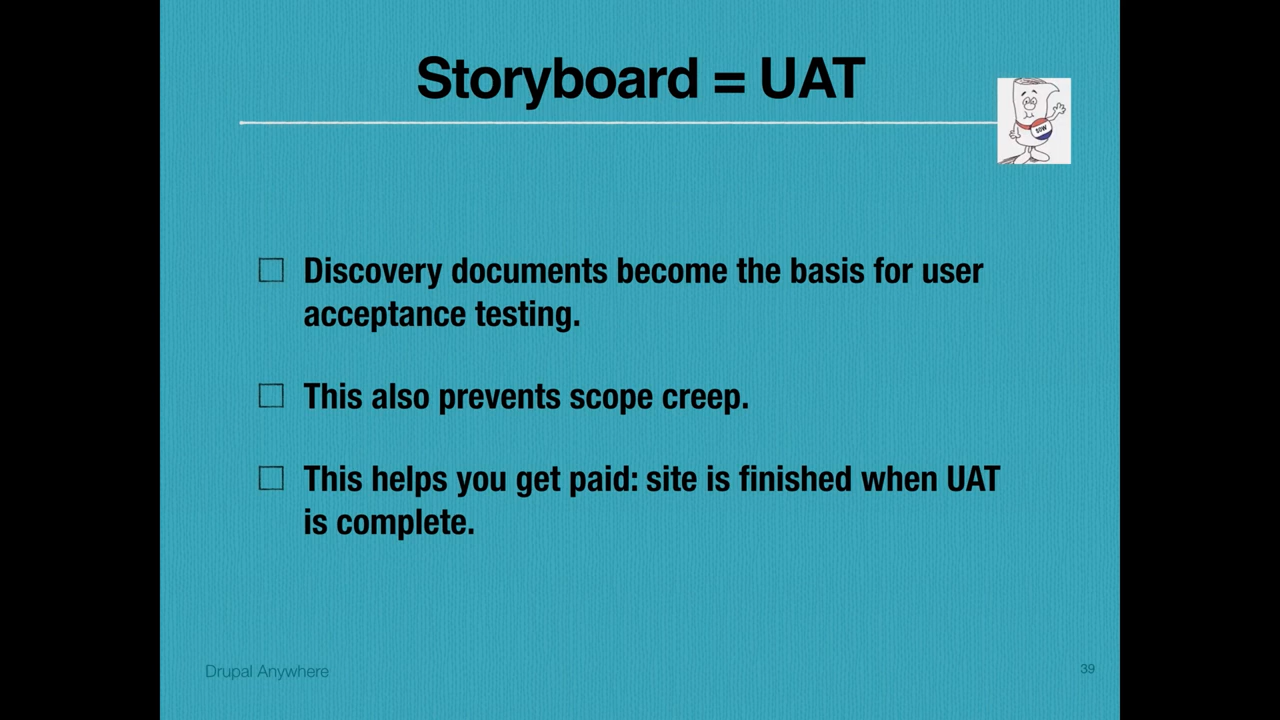 Storyboard = UAT
SOW
Discovery documents become the basis for user
acceptance testing.
This also prevents scope creep.
This helps you get paid: site is finished when UAT
is complete.
Drupal Anywhere
39